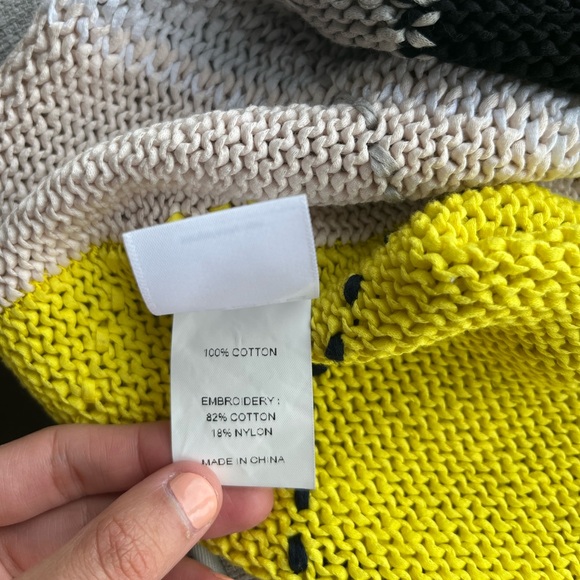 100% COTTON
EMBROIDERY :
82% COTTON
18% NYLON
MADE IN CHINA